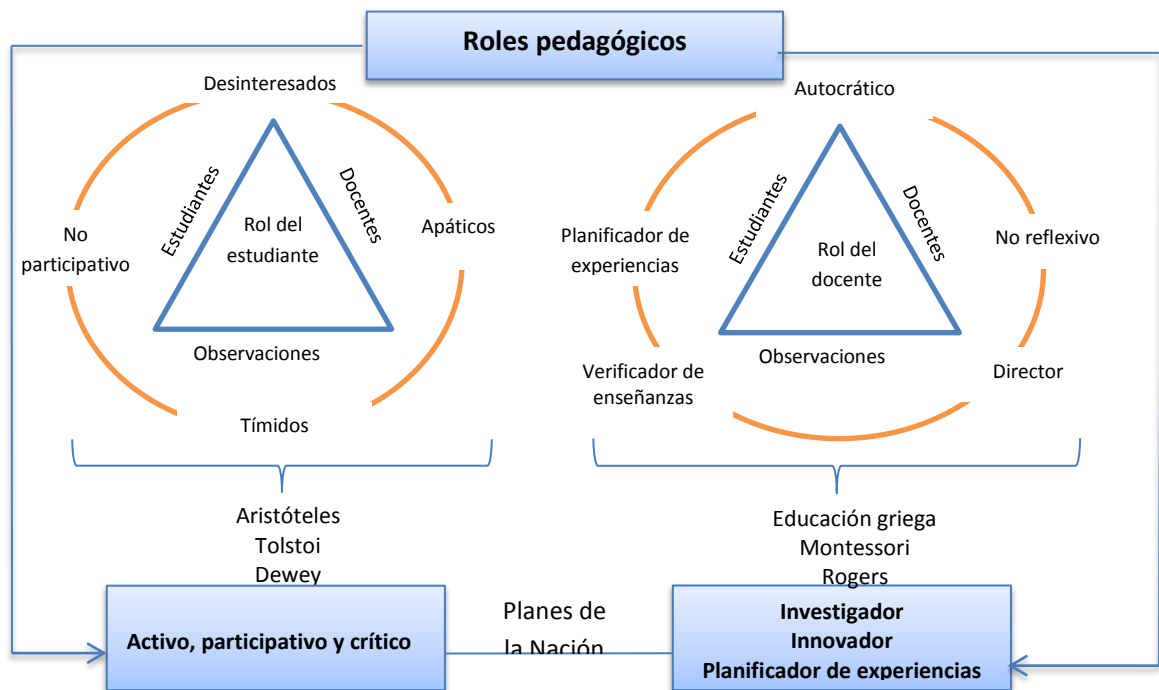 Roles pedagógicos
Desinteresados
Estudiantes
Docentes
No
participativo
Rol del
estudiante
Apáticos
Observaciones
Tímidos
Aristóteles
Tolstoi
Dewey
Activo, participativo y crítico
Autocrático
Estudiantes
Docentes
Planificador de
experiencias
Rol del
docente
No reflexivo
Observaciones
Verificador de
enseñanzas
Director
Educación griega
Montessori
Rogers
Planes de
la Nación
Investigador
Innovador
Planificador de experiencias